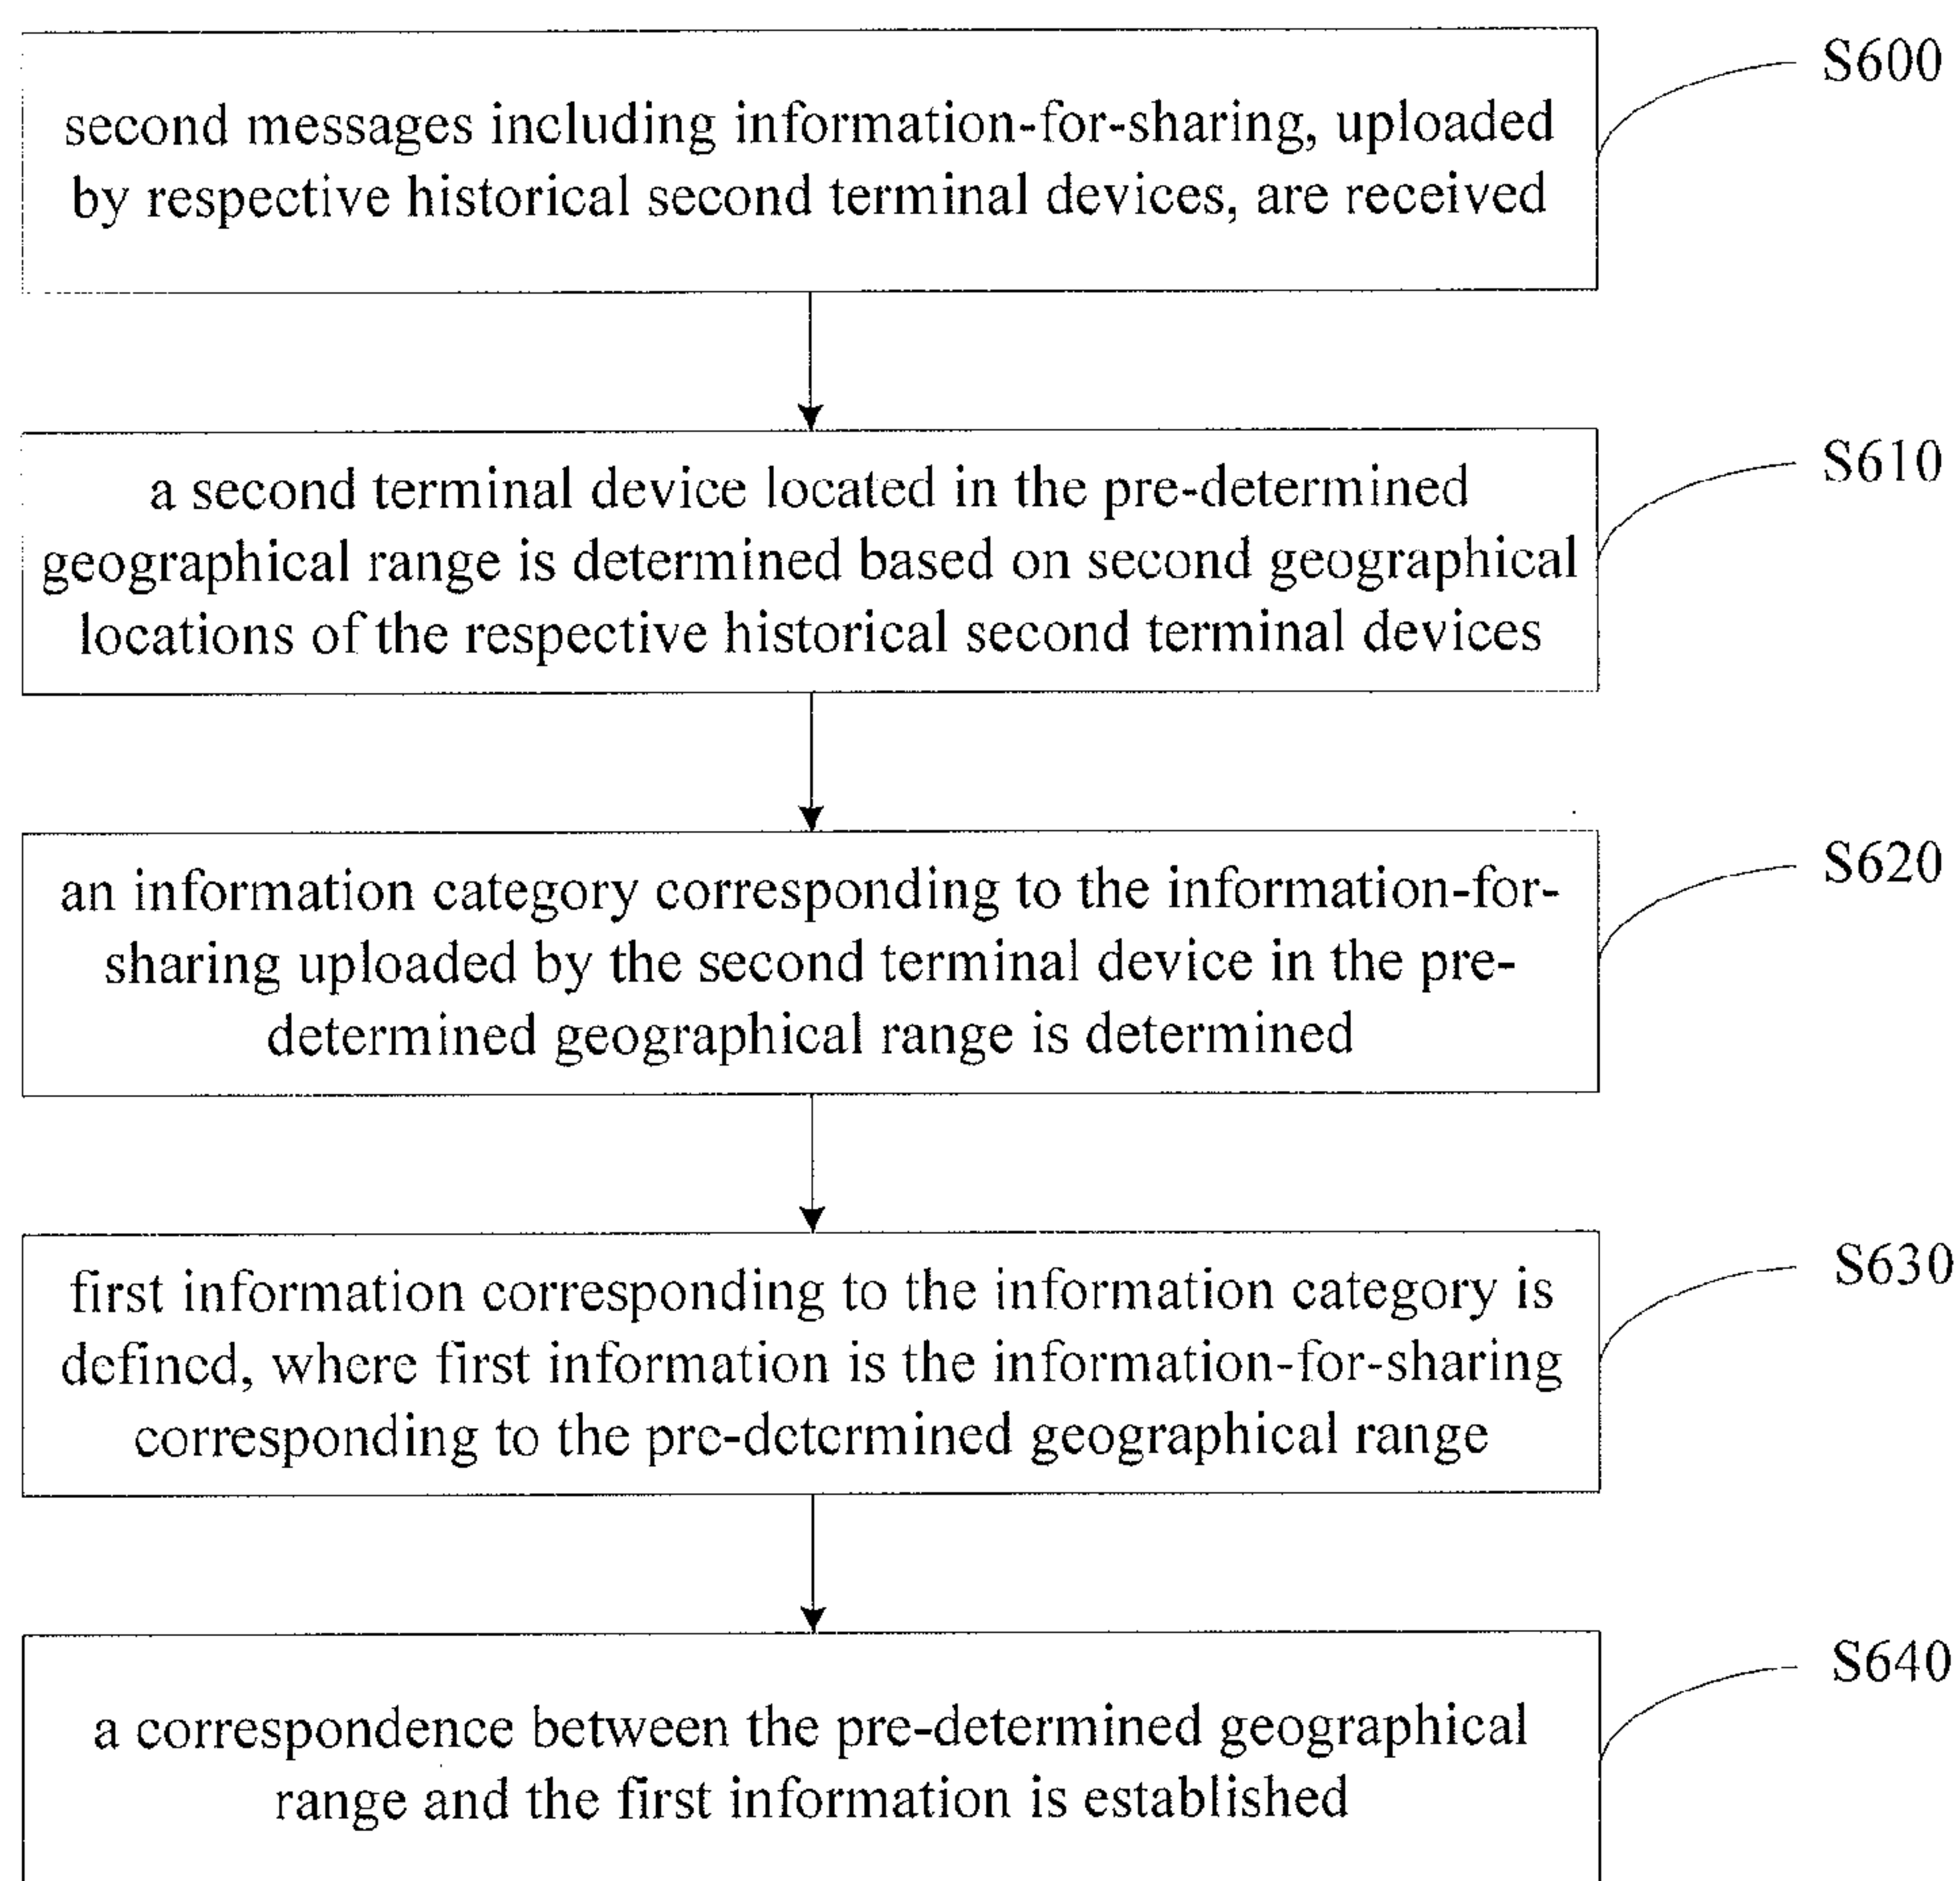 S600
second messages including information-for-sharing, uploaded
by respective historical second terminal devices, are received
S610
a second terminal device located in the pre-determined
geographical range is determined based on second geographical
locations of the respective historical second terminal devices
S620
an information category corresponding to the information-for-
sharing uploaded by the second terminal device in the pre-
determined geographical range is determined
S630
first information corresponding to the information category is
defined, where first information is the information-for-sharing
corresponding to the pre-determined geographical range
S640
a correspondence between the pre-determined geographical
range and the first information is established